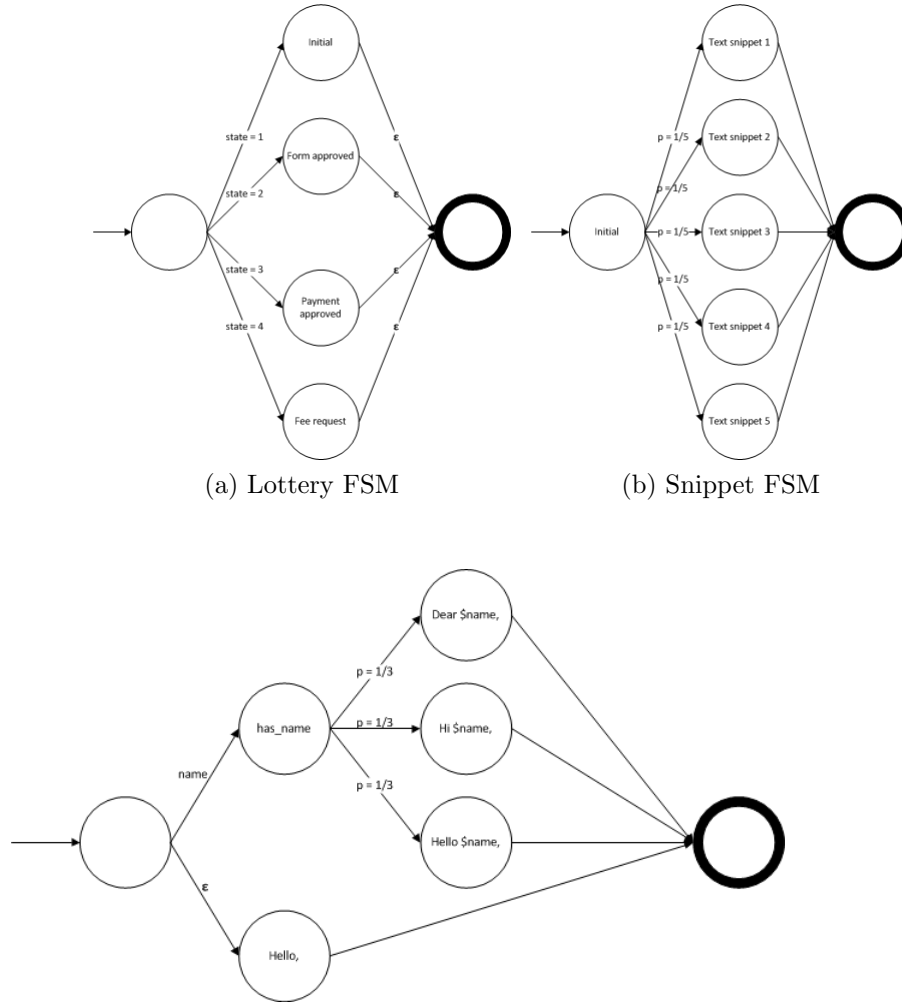 Initial
state = 1
ε
Form approved
state = 2
ε
state = 3
ε
Payment
approved
state = 4
ε
Fee request
(a) Lottery FSM
Text snippet 1
p = 1/5
Text snippet 2
p = 1/5
Initial
p = 1/5
Text snippet 3
p = 1/5
Text snippet 4
p = 1/5
Text snippet 5
(b) Snippet FSM
Dear $name,
p = 1/3
has_name
p = 1/3
Hi $name,
name
p = 1/3
Hello $name,
ε
Hello,